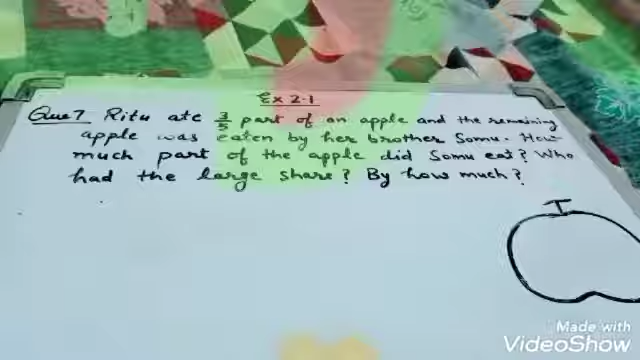 Ex 2.1
Que 7 Ritu ate 3/5 part of an apple and the remaining
apple was eaten by her brother Somu. How
much part of the apple did Somu eat? Who
had the large share? By how much?
Made with
VideoShow